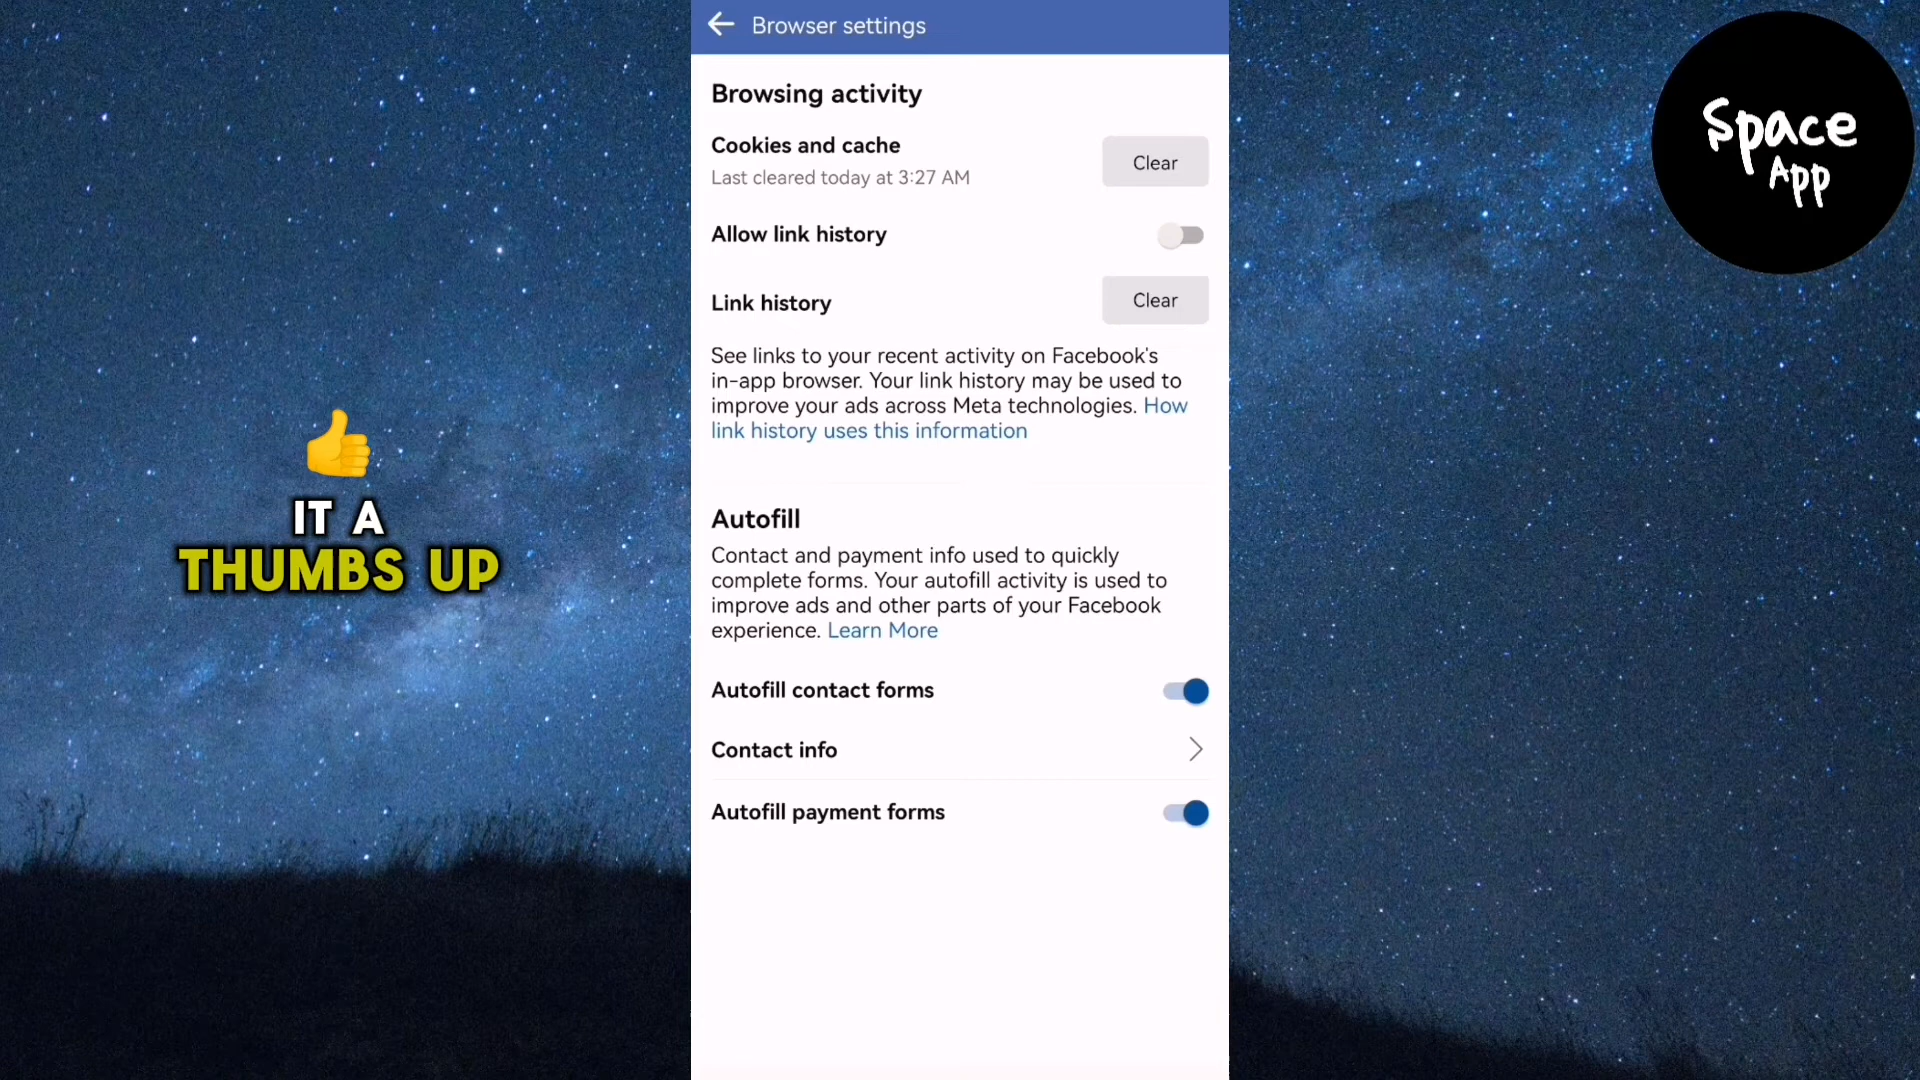 Browser settings
Browsing activity
Cookies and cache
Last cleared today at 3:27 AM
Clear
Allow link history
Link history
Clear
See links to your recent activity on Facebook's
in-app browser. Your link history may be used to
improve your ads across Meta technologies. How
link history uses this information
Autofill
Contact and payment info used to quickly
complete forms. Your autofill activity is used to
improve ads and other parts of your Facebook
experience. Learn More
Autofill contact forms
Contact info
Autofill payment forms
IT A
THUMBS UP
Space
App